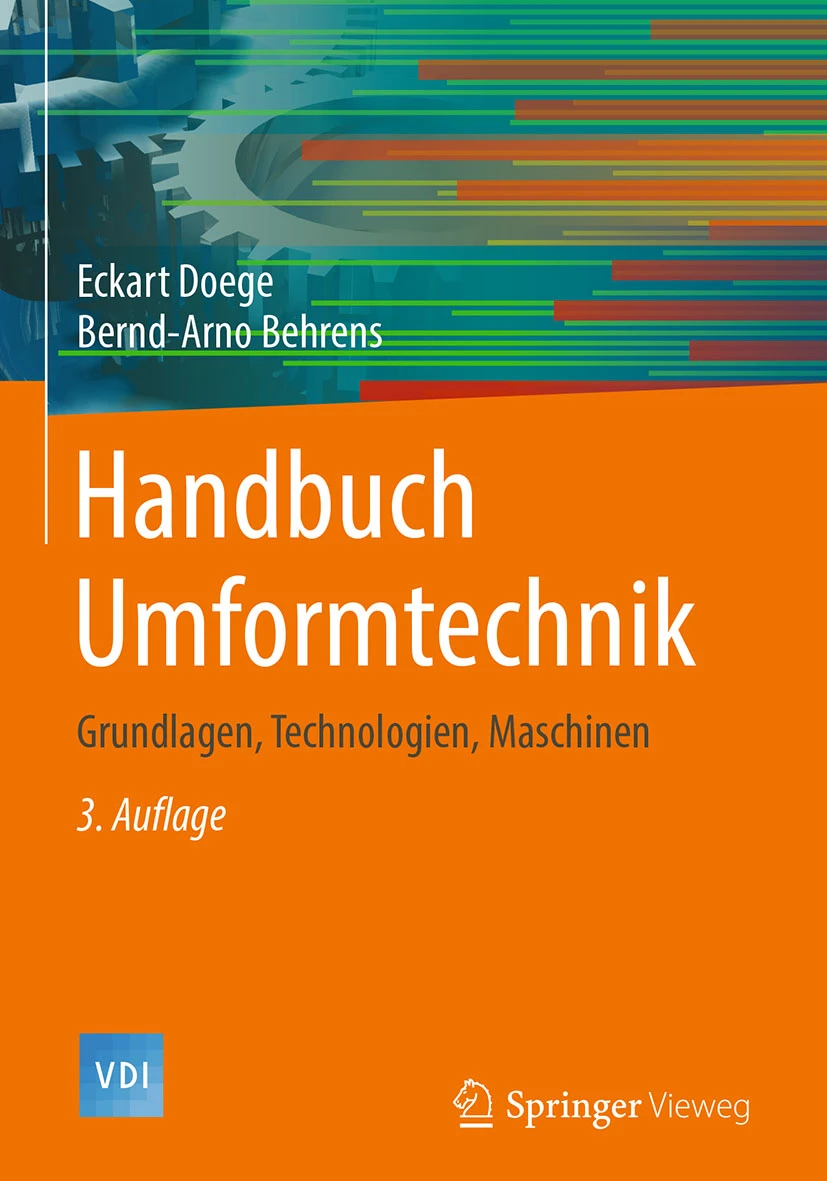 Eckart Doege
Bernd-Arno Behrens
Handbuch
Umformtechnik
Grundlagen, Technologien, Maschinen
3. Auflage
VDI
Springer Vieweg